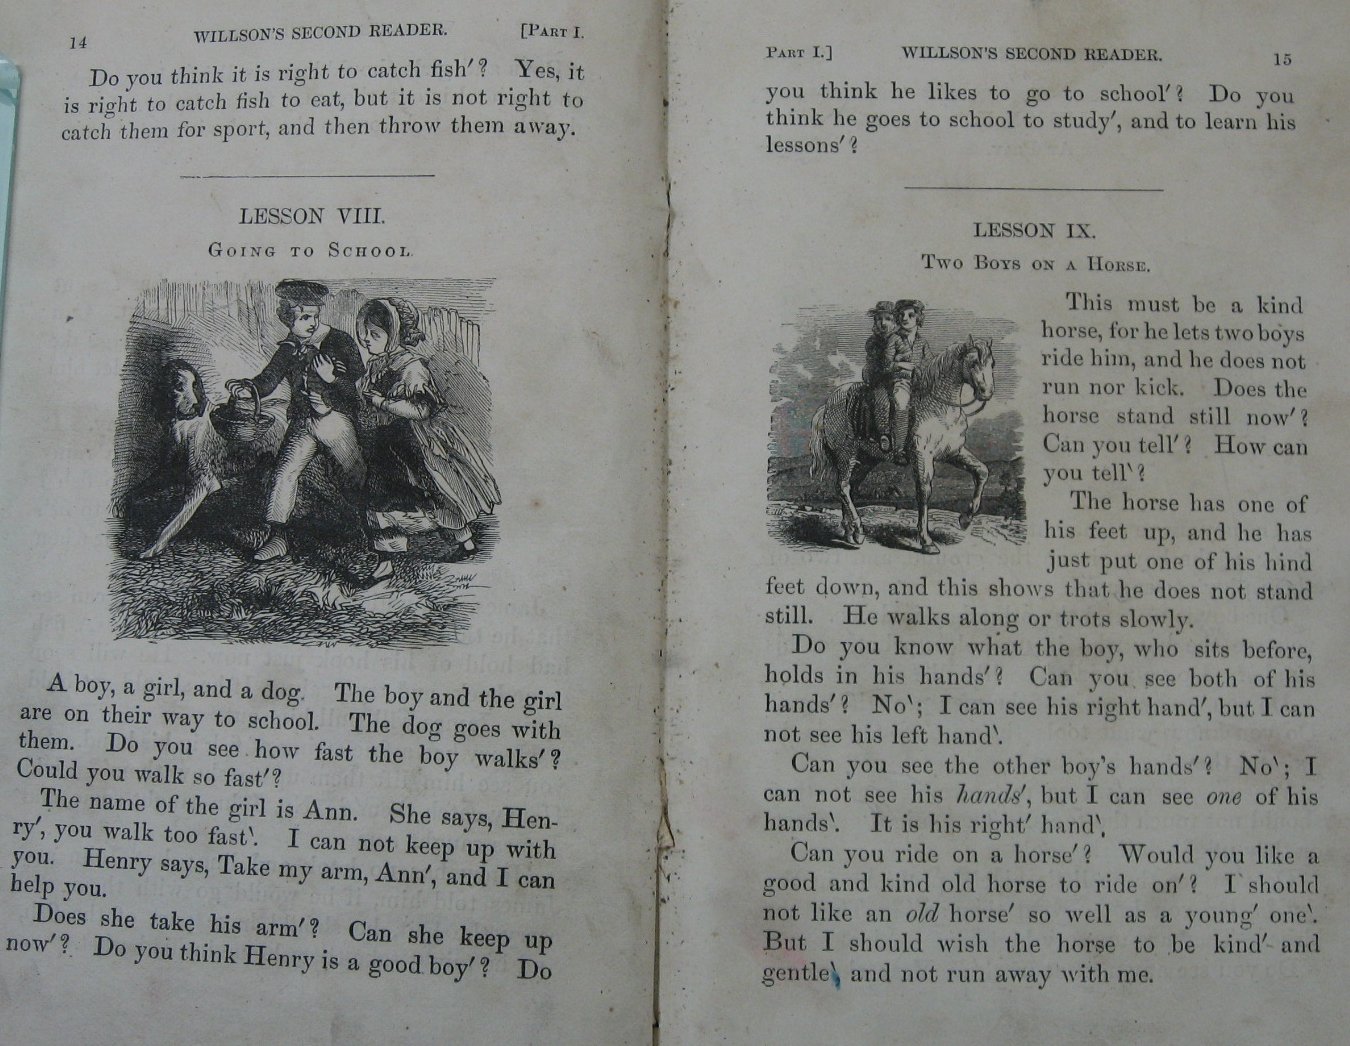 14 WILLSON'S SECOND READER. [PART I.
Do you think it is right to catch fish′? Yes, it
is right to catch fish to eat, but it is not right to
catch them for sport, and then throw them away.
LESSON VIII.
GOING TO SCHOOL.
A boy, a girl, and a dog. The boy and the girl
are on their way to school. The dog goes with
them. Do you see how fast the boy walks′?
Could you walk so fast′?
The name of the girl is Ann. She says, Hen-
ry′, you walk too fast‵. I can not keep up with
you. Henry says, Take my arm, Ann′, and I can
help you.
Does she take his arm′? Can she keep up
now′? Do you think Henry is a good boy′? Do
PART I.] WILLSON'S SECOND READER. 15
you think he likes to go to school′? Do you
think he goes to school to study′, and to learn his
lessons′?
LESSON IX.
TWO BOYS ON A HORSE.
This must be a kind
horse, for he lets two boys
ride him, and he does not
run nor kick. Does the
horse stand still now′?
Can you tell′? How can
you tell‵?
The horse has one of
his feet up, and he has
just put one of his hind
feet down, and this shows that he does not stand
still. He walks along or trots slowly.
Do you know what the boy, who sits before,
holds in his hands′? Can you see both of his
hands′? No‵; I can see his right hand′, but I can
not see his left hand‵.
Can you see the other boy's hands′? No‵; I
can not see his hands′, but I can see one of his
hands‵. It is his right′ hand‵.
Can you ride on a horse′? Would you like a
good and kind old horse to ride on′? I should
not like an old horse′ so well as a young′ one‵.
But I should wish the horse to be kind′ and
gentle‵, and not run away with me.